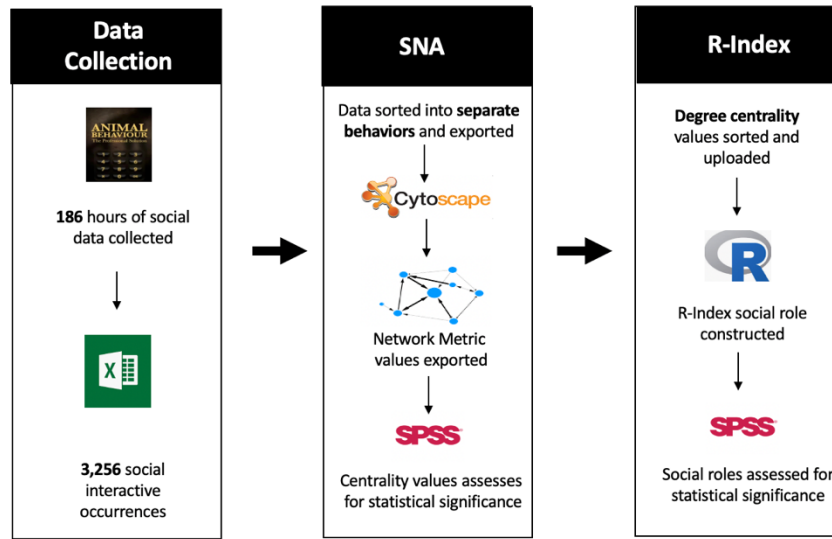 Data
Collection
ANIMAL
BEHAVIOUR
186 hours of social
data collected
X
3,256 social
interactive
occurrences
SNA
Data sorted into separate
behaviors and exported
Cytoscape
Network Metric
values exported
SPSS
Centrality values assesses
for statistical significance
R-Index
Degree centrality
values sorted and
uploaded
R
R-Index social role
constructed
SPSS
Social roles assessed for
statistical significance